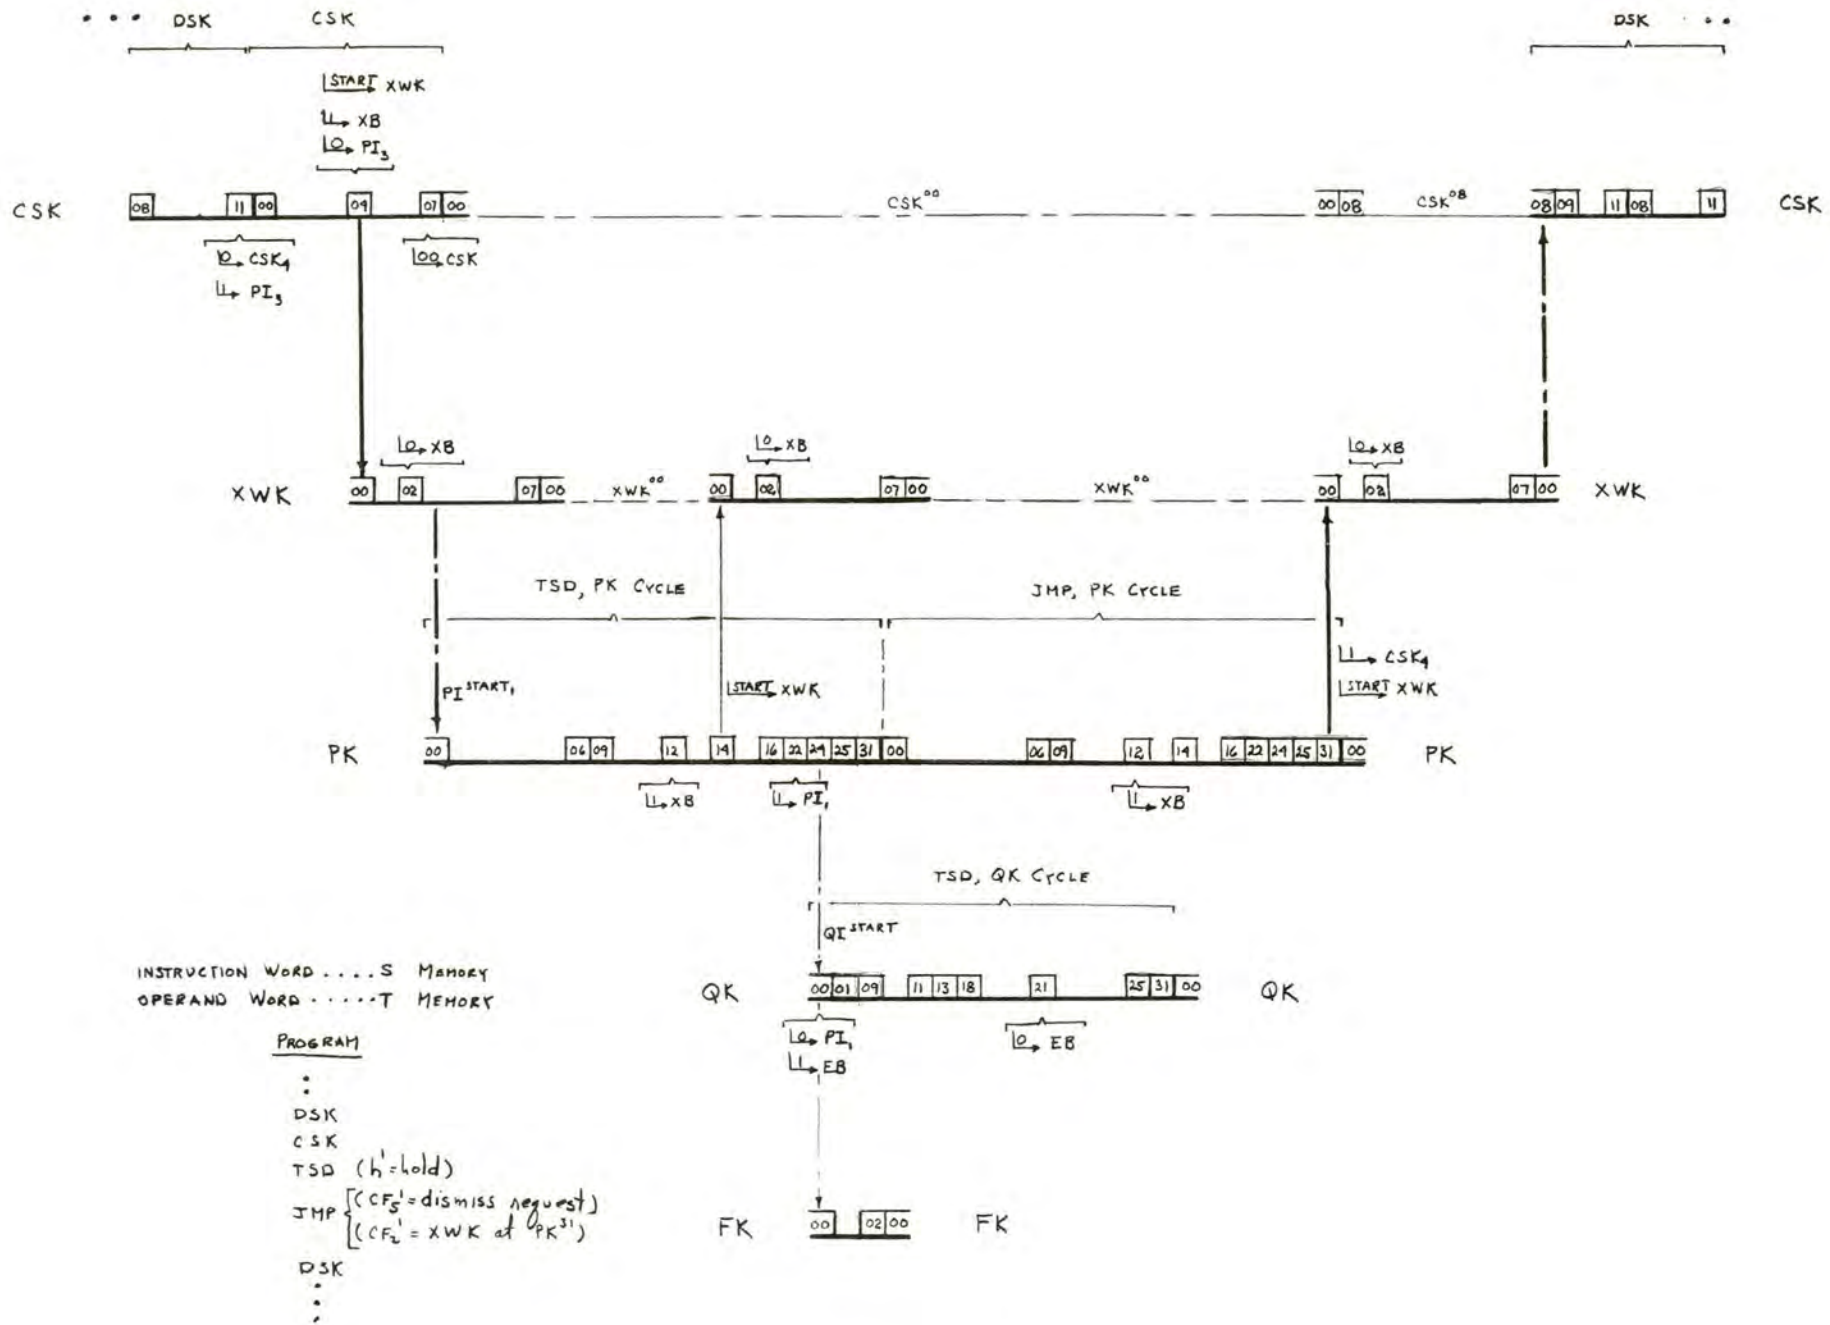 • • • DSK CSK DSK • •
START XWK
1 XB
0 PI₃
CSK 08 11 00 09 07 00 CSK⁰⁰ 00 08 CSK⁰⁸ 08 09 11 08 11 CSK
0 CSK₄ 00 CSK
1 PI₃
0 XB 0 XB 0 XB
XWK 00 02 07 00 XWK⁰⁰ 00 02 07 00 XWK⁰⁰ 00 02 07 00 XWK
TSD, PK CYCLE JMP, PK CYCLE
1 CSK₄
PI START₁ START XWK START XWK
PK 00 06 09 12 14 16 22 24 25 31 00 06 09 12 14 16 22 24 25 31 00 PK
1 XB 1 PI₁ 1 XB
TSD, QK CYCLE
QI START
INSTRUCTION WORD .... S MEMORY
OPERAND WORD ..... T MEMORY
QK 00 01 09 11 13 18 21 25 31 00 QK
0 PI₁ 0 EB
1 EB
PROGRAM
DSK
CSK
TSD (h¹=hold)
JMP (CF₅¹=dismiss request)
(CF₂¹=XWK at PK³¹)
DSK
FK 00 02 00 FK